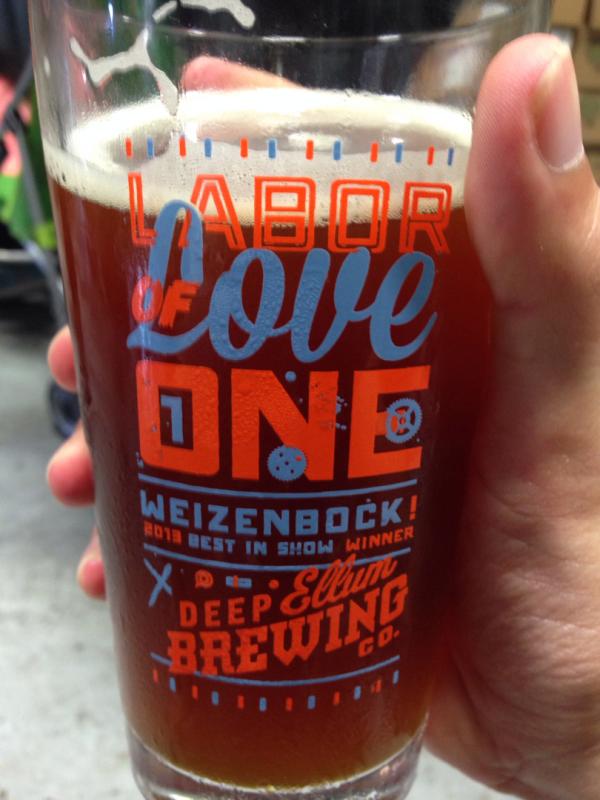 LABOR
OF Love
ONE
1
WEIZENBOCK!
2013 BEST IN SHOW WINNER
DEEP Ellum
BREWING
CO.